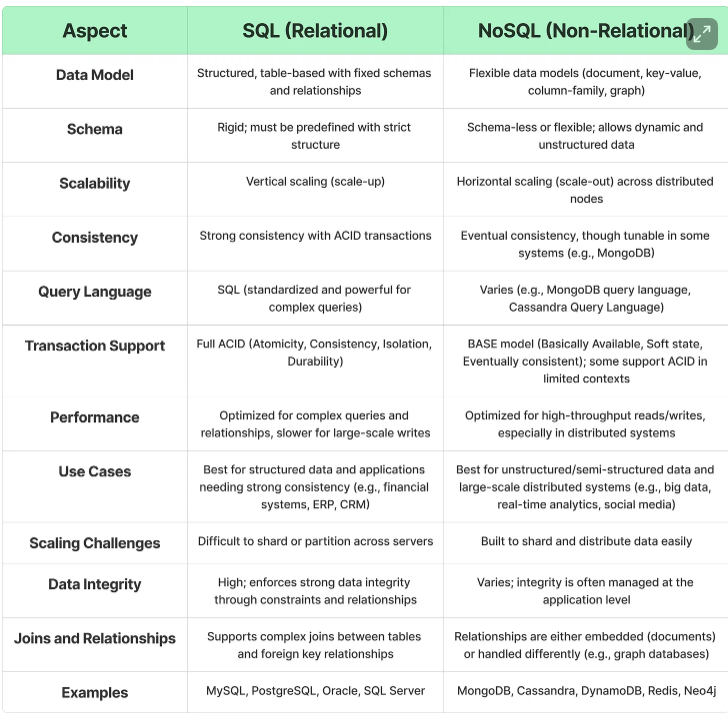 Aspect SQL (Relational) NoSQL (Non-Relational)
Data Model Structured, table-based with fixed schemas Flexible data models (document, key-value,
and relationships column-family, graph)
Schema Rigid; must be predefined with strict Schema-less or flexible; allows dynamic and
structure unstructured data
Scalability Vertical scaling (scale-up) Horizontal scaling (scale-out) across distributed
nodes
Consistency Strong consistency with ACID transactions Eventual consistency, though tunable in some
systems (e.g., MongoDB)
Query Language SQL (standardized and powerful for Varies (e.g., MongoDB query language,
complex queries) Cassandra Query Language)
Transaction Support Full ACID (Atomicity, Consistency, Isolation, BASE model (Basically Available, Soft state,
Durability) Eventually consistent); some support ACID in
limited contexts
Performance Optimized for complex queries and Optimized for high-throughput reads/writes,
relationships, slower for large-scale writes especially in distributed systems
Use Cases Best for structured data and applications Best for unstructured/semi-structured data and
needing strong consistency (e.g., financial large-scale distributed systems (e.g., big data,
systems, ERP, CRM) real-time analytics, social media)
Scaling Challenges Difficult to shard or partition across servers Built to shard and distribute data easily
Data Integrity High; enforces strong data integrity Varies; integrity is often managed at the
through constraints and relationships application level
Joins and Relationships Supports complex joins between tables Relationships are either embedded (documents)
and foreign key relationships or handled differently (e.g., graph databases)
Examples MySQL, PostgreSQL, Oracle, SQL Server MongoDB, Cassandra, DynamoDB, Redis, Neo4j